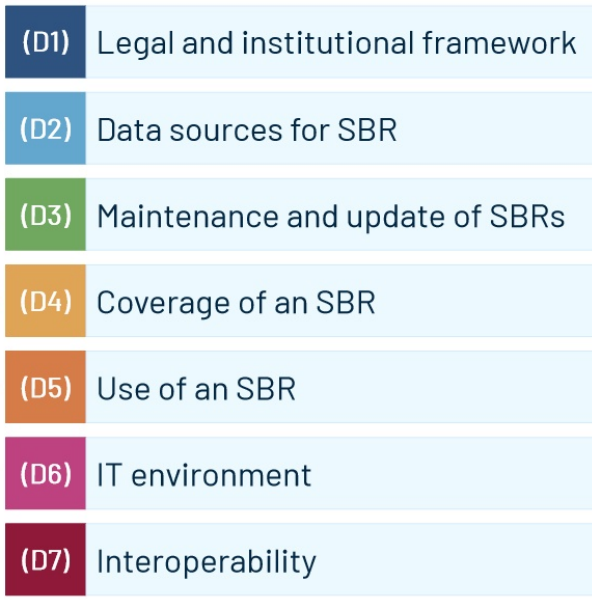 (D1) Legal and institutional framework
(D2) Data sources for SBR
(D3) Maintenance and update of SBRs
(D4) Coverage of an SBR
(D5) Use of an SBR
(D6) IT environment
(D7) Interoperability